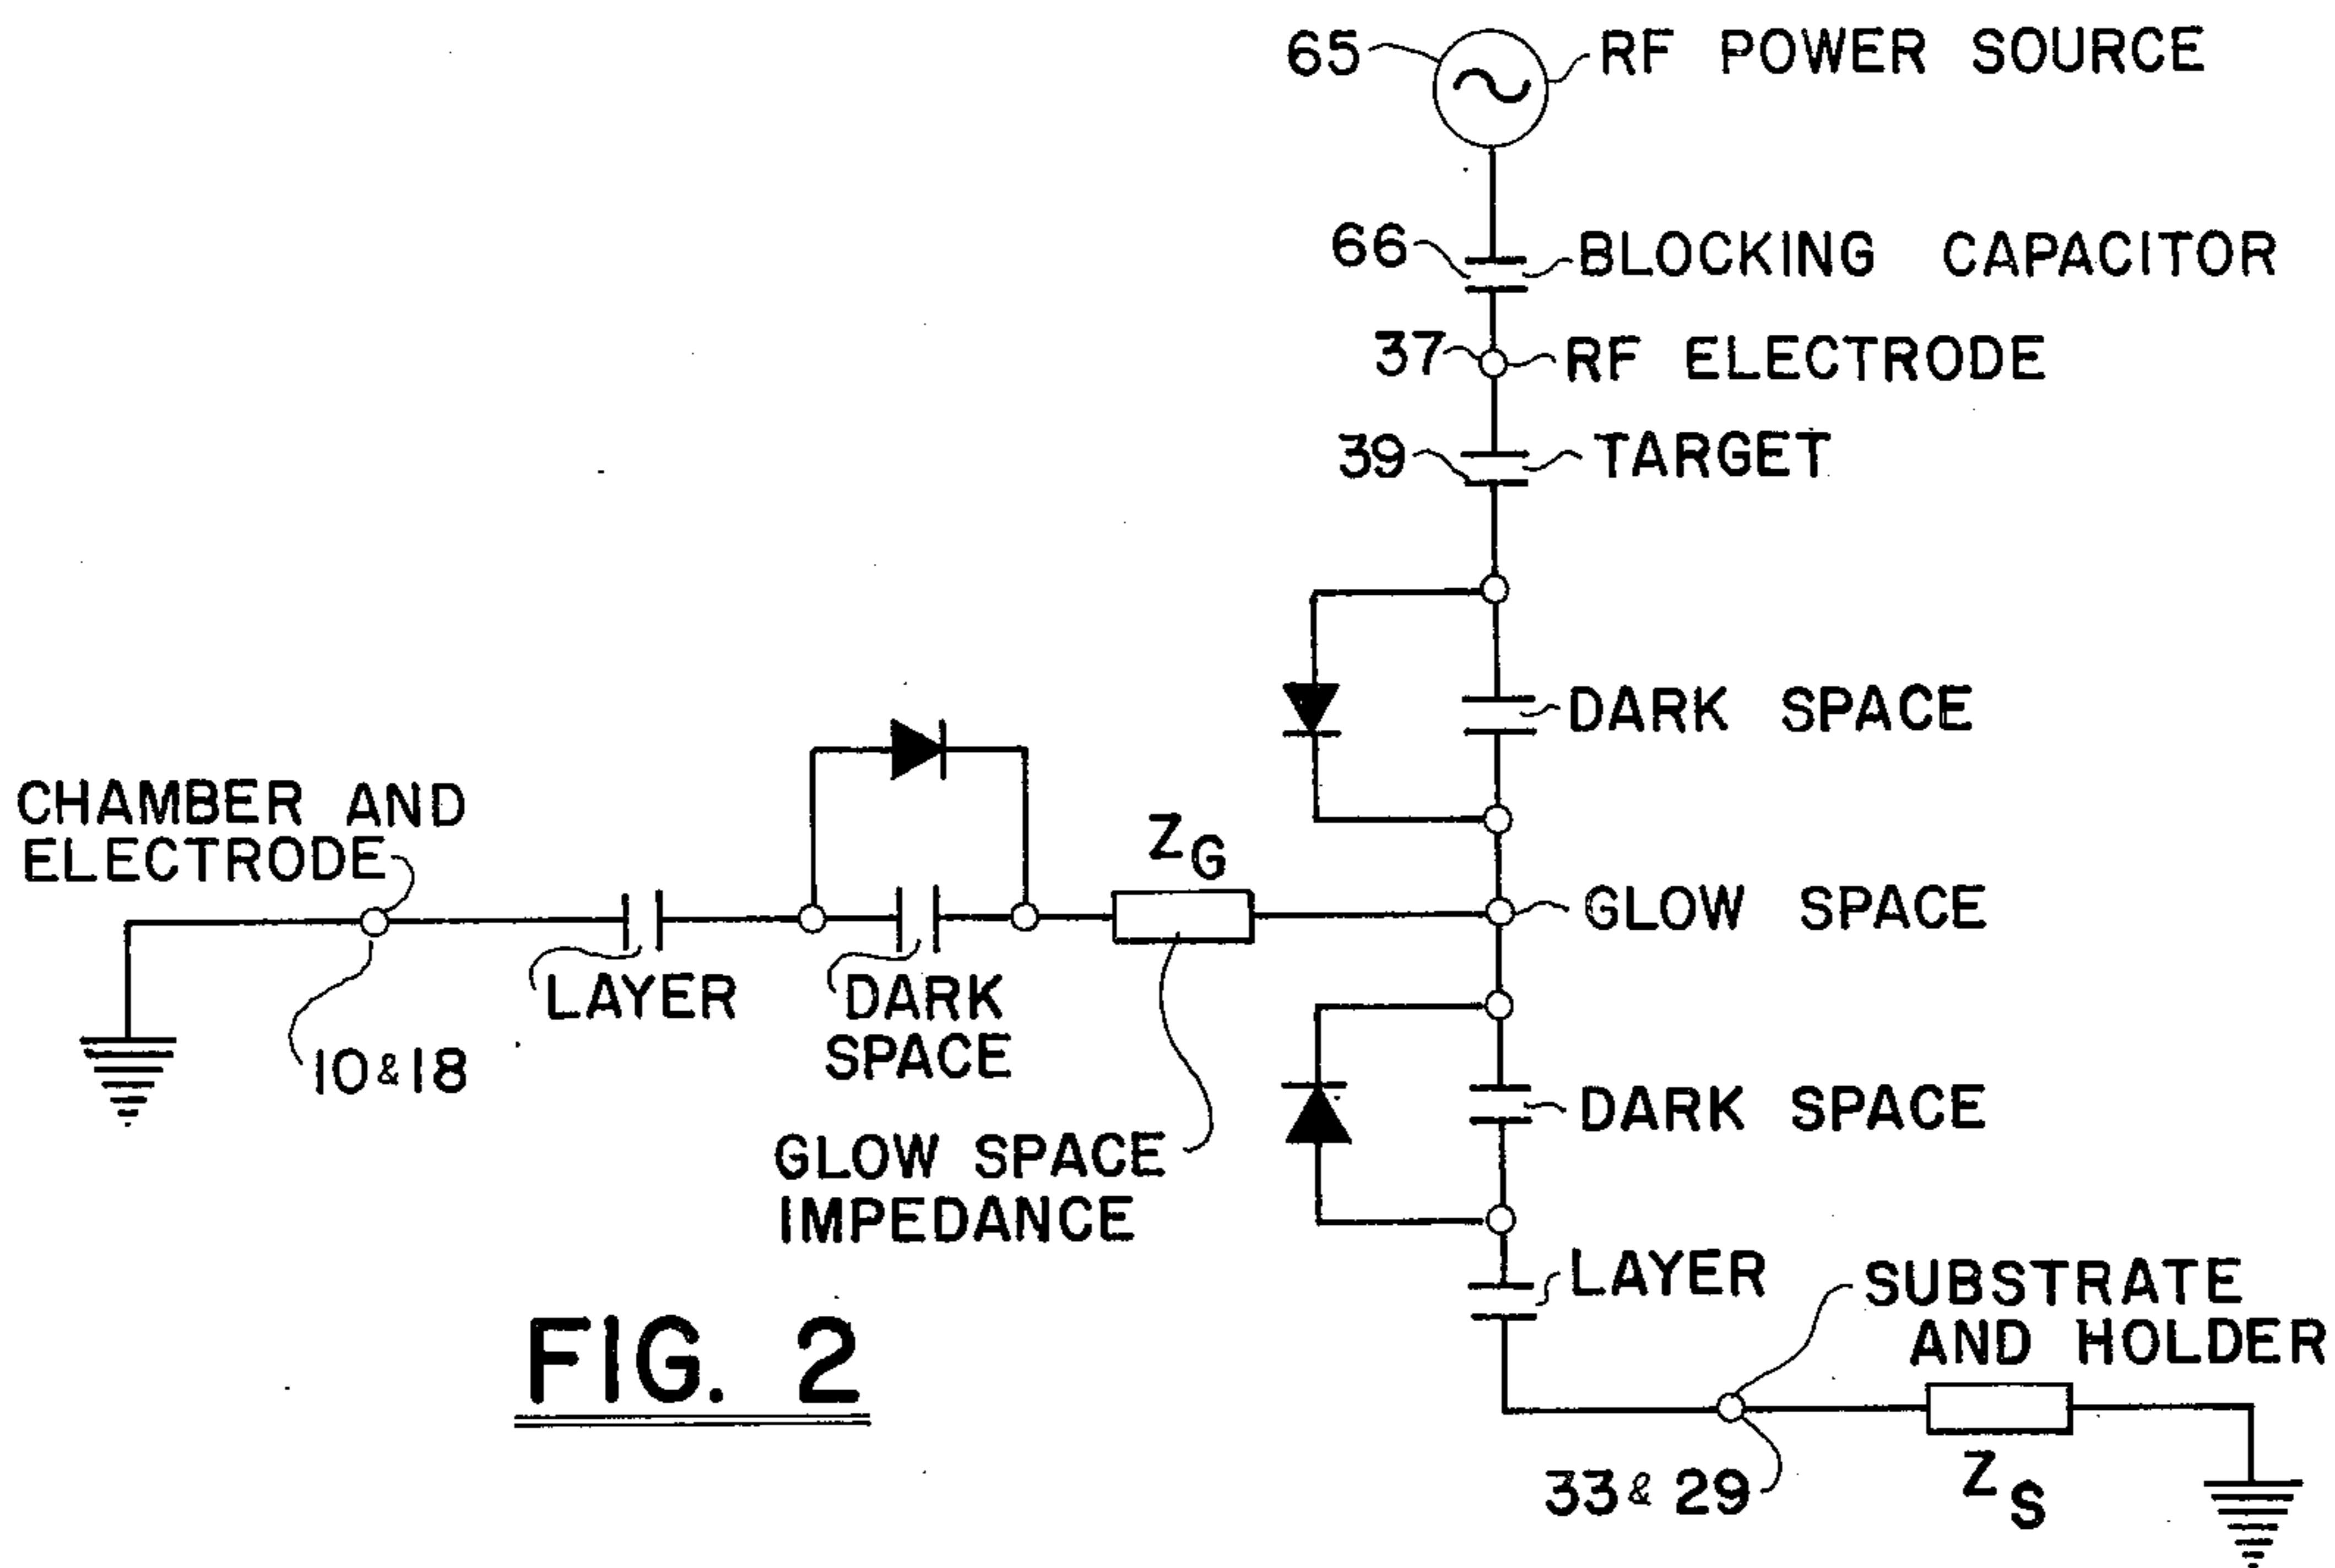 65 RF POWER SOURCE
66 BLOCKING CAPACITOR
37 RF ELECTRODE
39 TARGET
DARK SPACE
CHAMBER AND
ELECTRODE
ZG
GLOW SPACE
LAYER
DARK
SPACE
10 & 18
DARK SPACE
GLOW SPACE
IMPEDANCE
LAYER
SUBSTRATE
AND HOLDER
33 & 29
ZS
FIG. 2